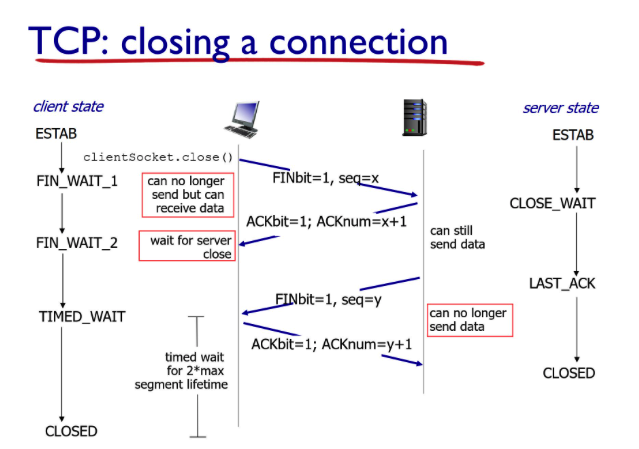 TCP: closing a connection
client state
server state
ESTAB
ESTAB
clientSocket.close()
FINbit=1, seq=x
FIN_WAIT_1
can no longer
send but can
receive data
CLOSE_WAIT
ACKbit=1; ACKnum=x+1
can still
send data
FIN_WAIT_2
wait for server
close
LAST_ACK
FINbit=1, seq=y
can no longer
send data
TIMED_WAIT
ACKbit=1; ACKnum=y+1
timed wait
for 2*max
segment lifetime
CLOSED
CLOSED